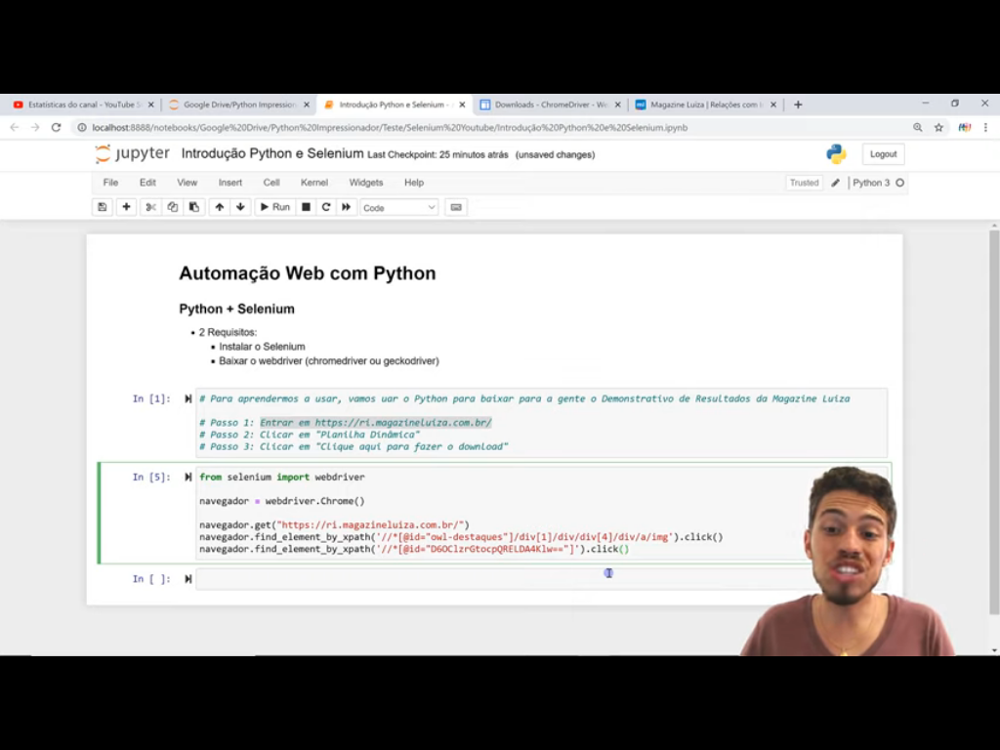 Estatísticas do canal - YouTube S
Google Drive/Python Impression
Introdução Python e Selenium -
Downloads - ChromeDriver - We
Magazine Luiza | Relações com I
localhost:8888/notebooks/Google%20Drive/Python%20Impressionador/Teste/Selenium%20Youtube/Introdução%20Python%20e%20Selenium.ipynb
jupyter Introdução Python e Selenium Last Checkpoint: 25 minutos atrás (unsaved changes) Logout
File Edit View Insert Cell Kernel Widgets Help Trusted Python 3
Run Code
Automação Web com Python
Python + Selenium
2 Requisitos:
Instalar o Selenium
Baixar o webdriver (chromedriver ou geckodriver)
In [1]: # Para aprendermos a usar, vamos uar o Python para baixar para a gente o Demonstrativo de Resultados da Magazine Luiza
# Passo 1: Entrar em https://ri.magazineluiza.com.br/
# Passo 2: Clicar em "Planilha Dinâmica"
# Passo 3: Clicar em "Clique aqui para fazer o download"
In [5]: from selenium import webdriver
navegador = webdriver.Chrome()
navegador.get("https://ri.magazineluiza.com.br/")
navegador.find_element_by_xpath('//*[@id="owl-destaques"]/div[1]/div/div[4]/div/a/img').click()
navegador.find_element_by_xpath('//*[@id="D6OClzrGtocpQRELDA4Klw=="]').click()
In [ ]: